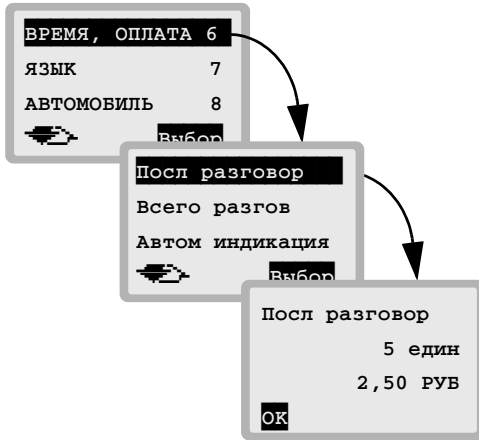 ВРЕМЯ, ОПЛАТА 6
ЯЗЫК 7
АВТОМОБИЛЬ 8
Выбор
Посл разговор
Всего разгов
Автом индикация
Выбор
Посл разговор
5 един
2,50 РУБ
ОК